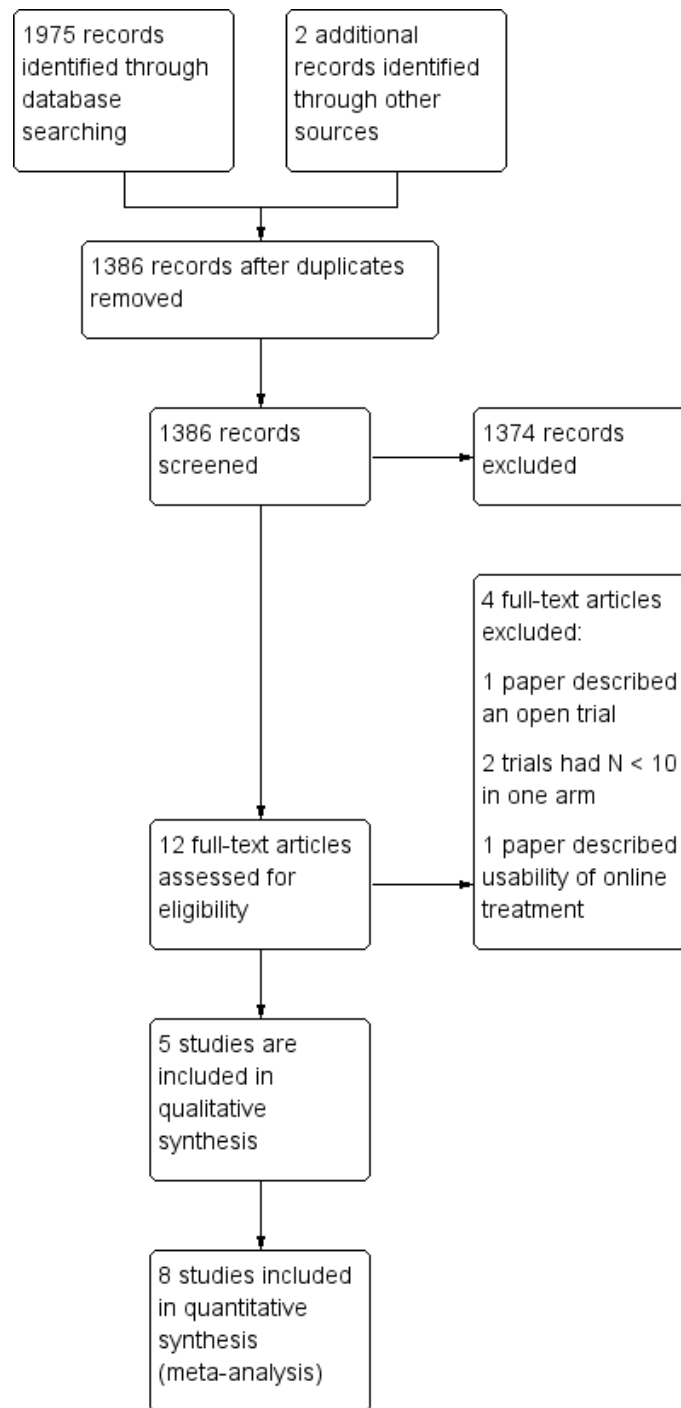 1975 records
identified through
database
searching
2 additional
records identified
through other
sources
1386 records after duplicates
removed
1386 records
screened
1374 records
excluded
4 full-text articles
excluded:
1 paper described
an open trial
2 trials had N < 10
in one arm
1 paper described
usability of online
treatment
12 full-text articles
assessed for
eligibility
5 studies are
included in
qualitative
synthesis
8 studies included
in quantitative
synthesis
(meta-analysis)